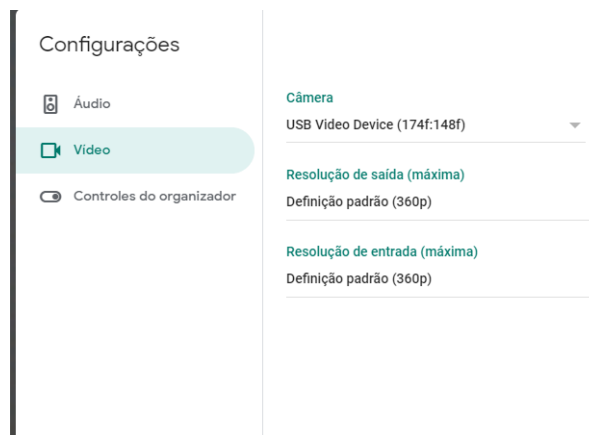 Configurações
Áudio
Vídeo
Controles do organizador
Câmera
USB Video Device (174f:148f)
Resolução de saída (máxima)
Definição padrão (360p)
Resolução de entrada (máxima)
Definição padrão (360p)